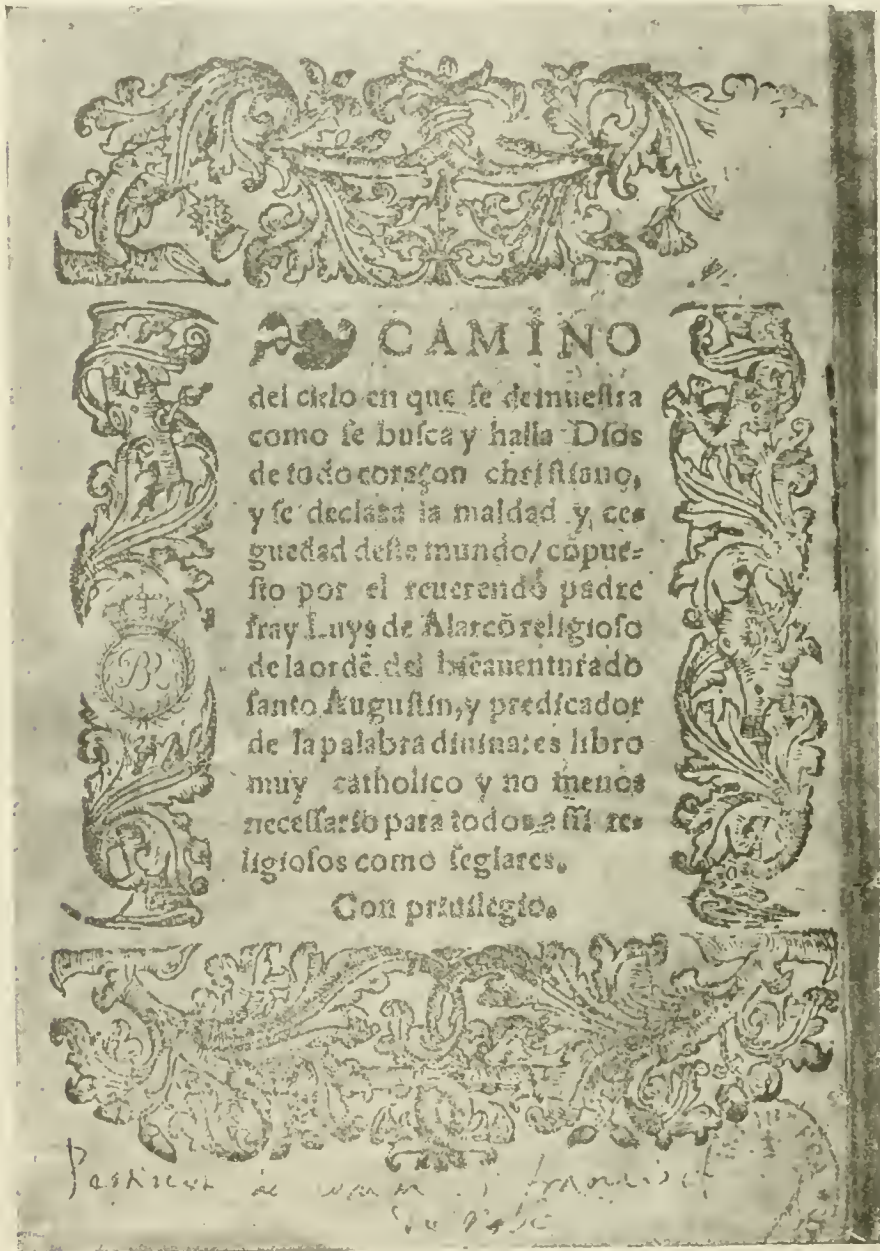 CAMINO
del cielo en que ſe demueſtra
como ſe buſca y halla Dios
de todo coraçon chriſtiano,
y ſe declara la maldad y ce⸗
guedad deſte mundo/ cōpue⸗
ſto por el reuerendo padre
fray Luys de Alarcō religioſo
de la ordē del biēauenturado
ſanto Auguſtin, y predicador
de la palabra diuina: es libro
muy catholico y no menos
neceſſario para todos aſſi re⸗
ligioſos como ſeglares.
Con priuilegio.
BR